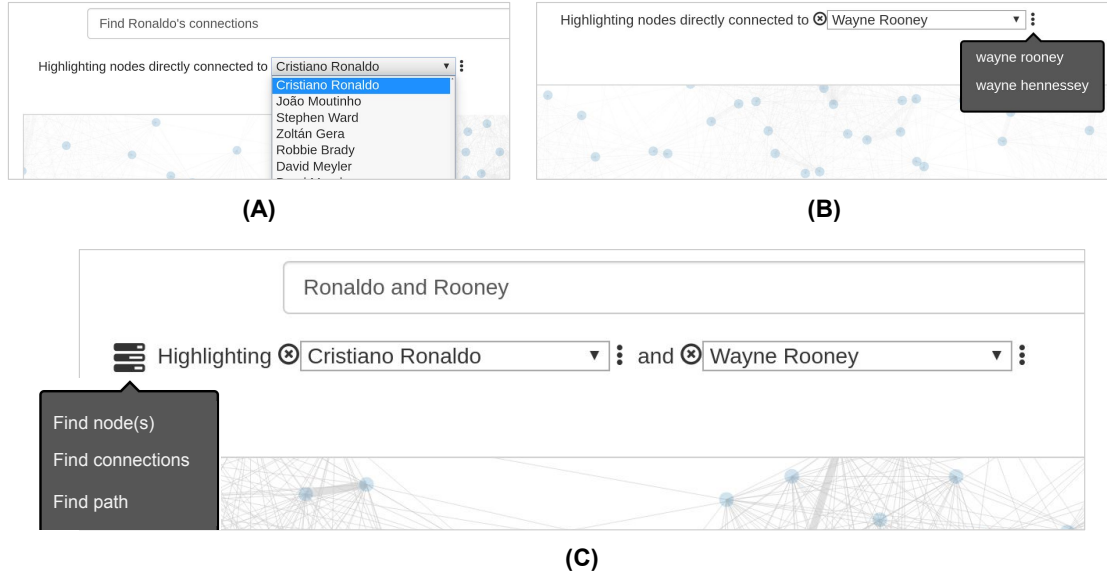 Find Ronaldo's connections
Highlighting nodes directly connected to Cristiano Ronaldo
Cristiano Ronaldo
João Moutinho
Stephen Ward
Zoltán Gera
Robbie Brady
David Meyler
(A)
Highlighting nodes directly connected to Wayne Rooney
wayne rooney
wayne hennessey
(B)
Ronaldo and Rooney
Highlighting Cristiano Ronaldo and Wayne Rooney
Find node(s)
Find connections
Find path
(C)